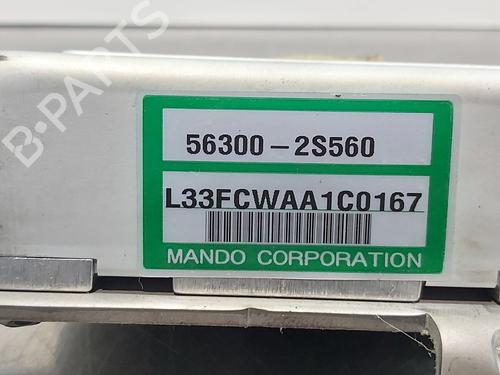 B-PARTS
56300-2S560
L33FCWAA1C0167
MANDO CORPORATION